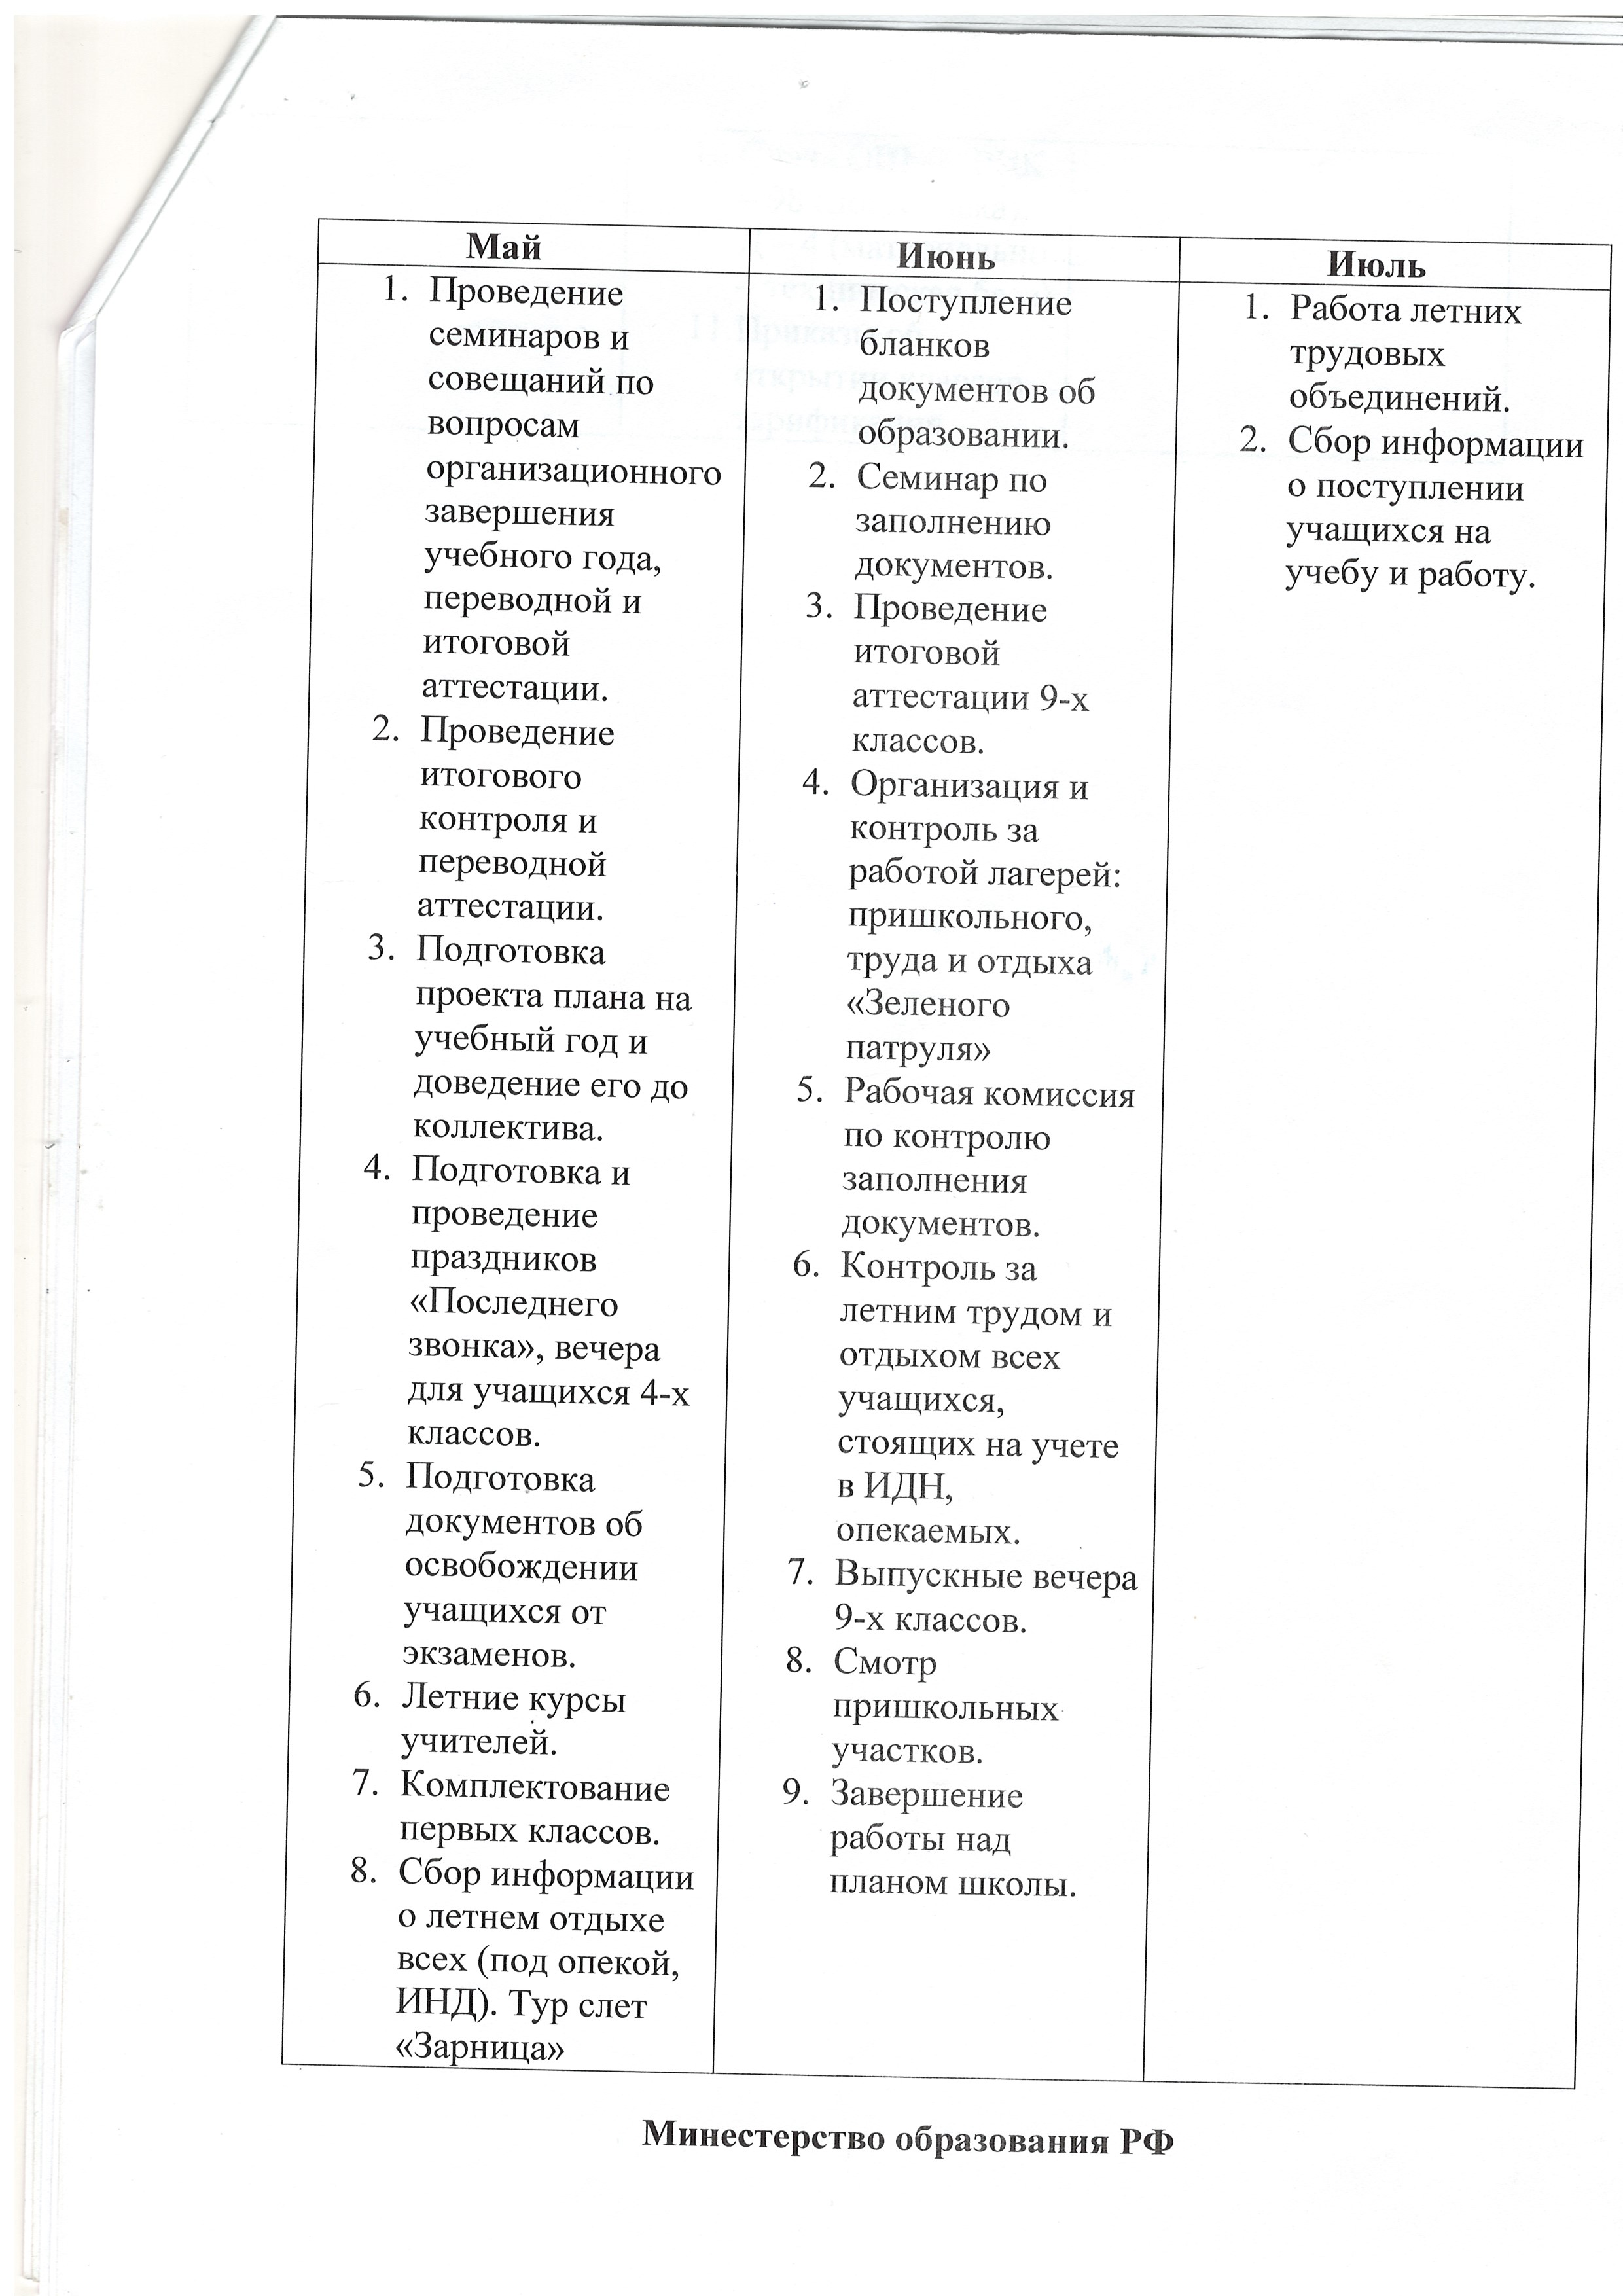 Май
1. Проведение
семинаров и
совещаний по
вопросам
организационного
завершения
учебного года,
переводной и
итоговой
аттестации.
2. Проведение
итогового
контроля и
переводной
аттестации.
3. Подготовка
проекта плана на
учебный год и
доведение его до
коллектива.
4. Подготовка и
проведение
праздников
«Последнего
звонка», вечера
для учащихся 4-х
классов.
5. Подготовка
документов об
освобождении
учащихся от
экзаменов.
6. Летние курсы
учителей.
7. Комплектование
первых классов.
8. Сбор информации
о летнем отдыхе
всех (под опекой,
ИНД). Тур слет
«Зарница»
Июнь
1. Поступление
бланков
документов об
образовании.
2. Семинар по
заполнению
документов.
3. Проведение
итоговой
аттестации 9-х
классов.
4. Организация и
контроль за
работой лагерей:
пришкольного,
труда и отдыха
«Зеленого
патруля»
5. Рабочая комиссия
по контролю
заполнения
документов.
6. Контроль за
летним трудом и
отдыхом всех
учащихся,
стоящих на учете
в ИДН,
опекаемых.
7. Выпускные вечера
9-х классов.
8. Смотр
пришкольных
участков.
9. Завершение
работы над
планом школы.
Июль
1. Работа летних
трудовых
объединений.
2. Сбор информации
о поступлении
учащихся на
учебу и работу.
Минестерство образования РФ